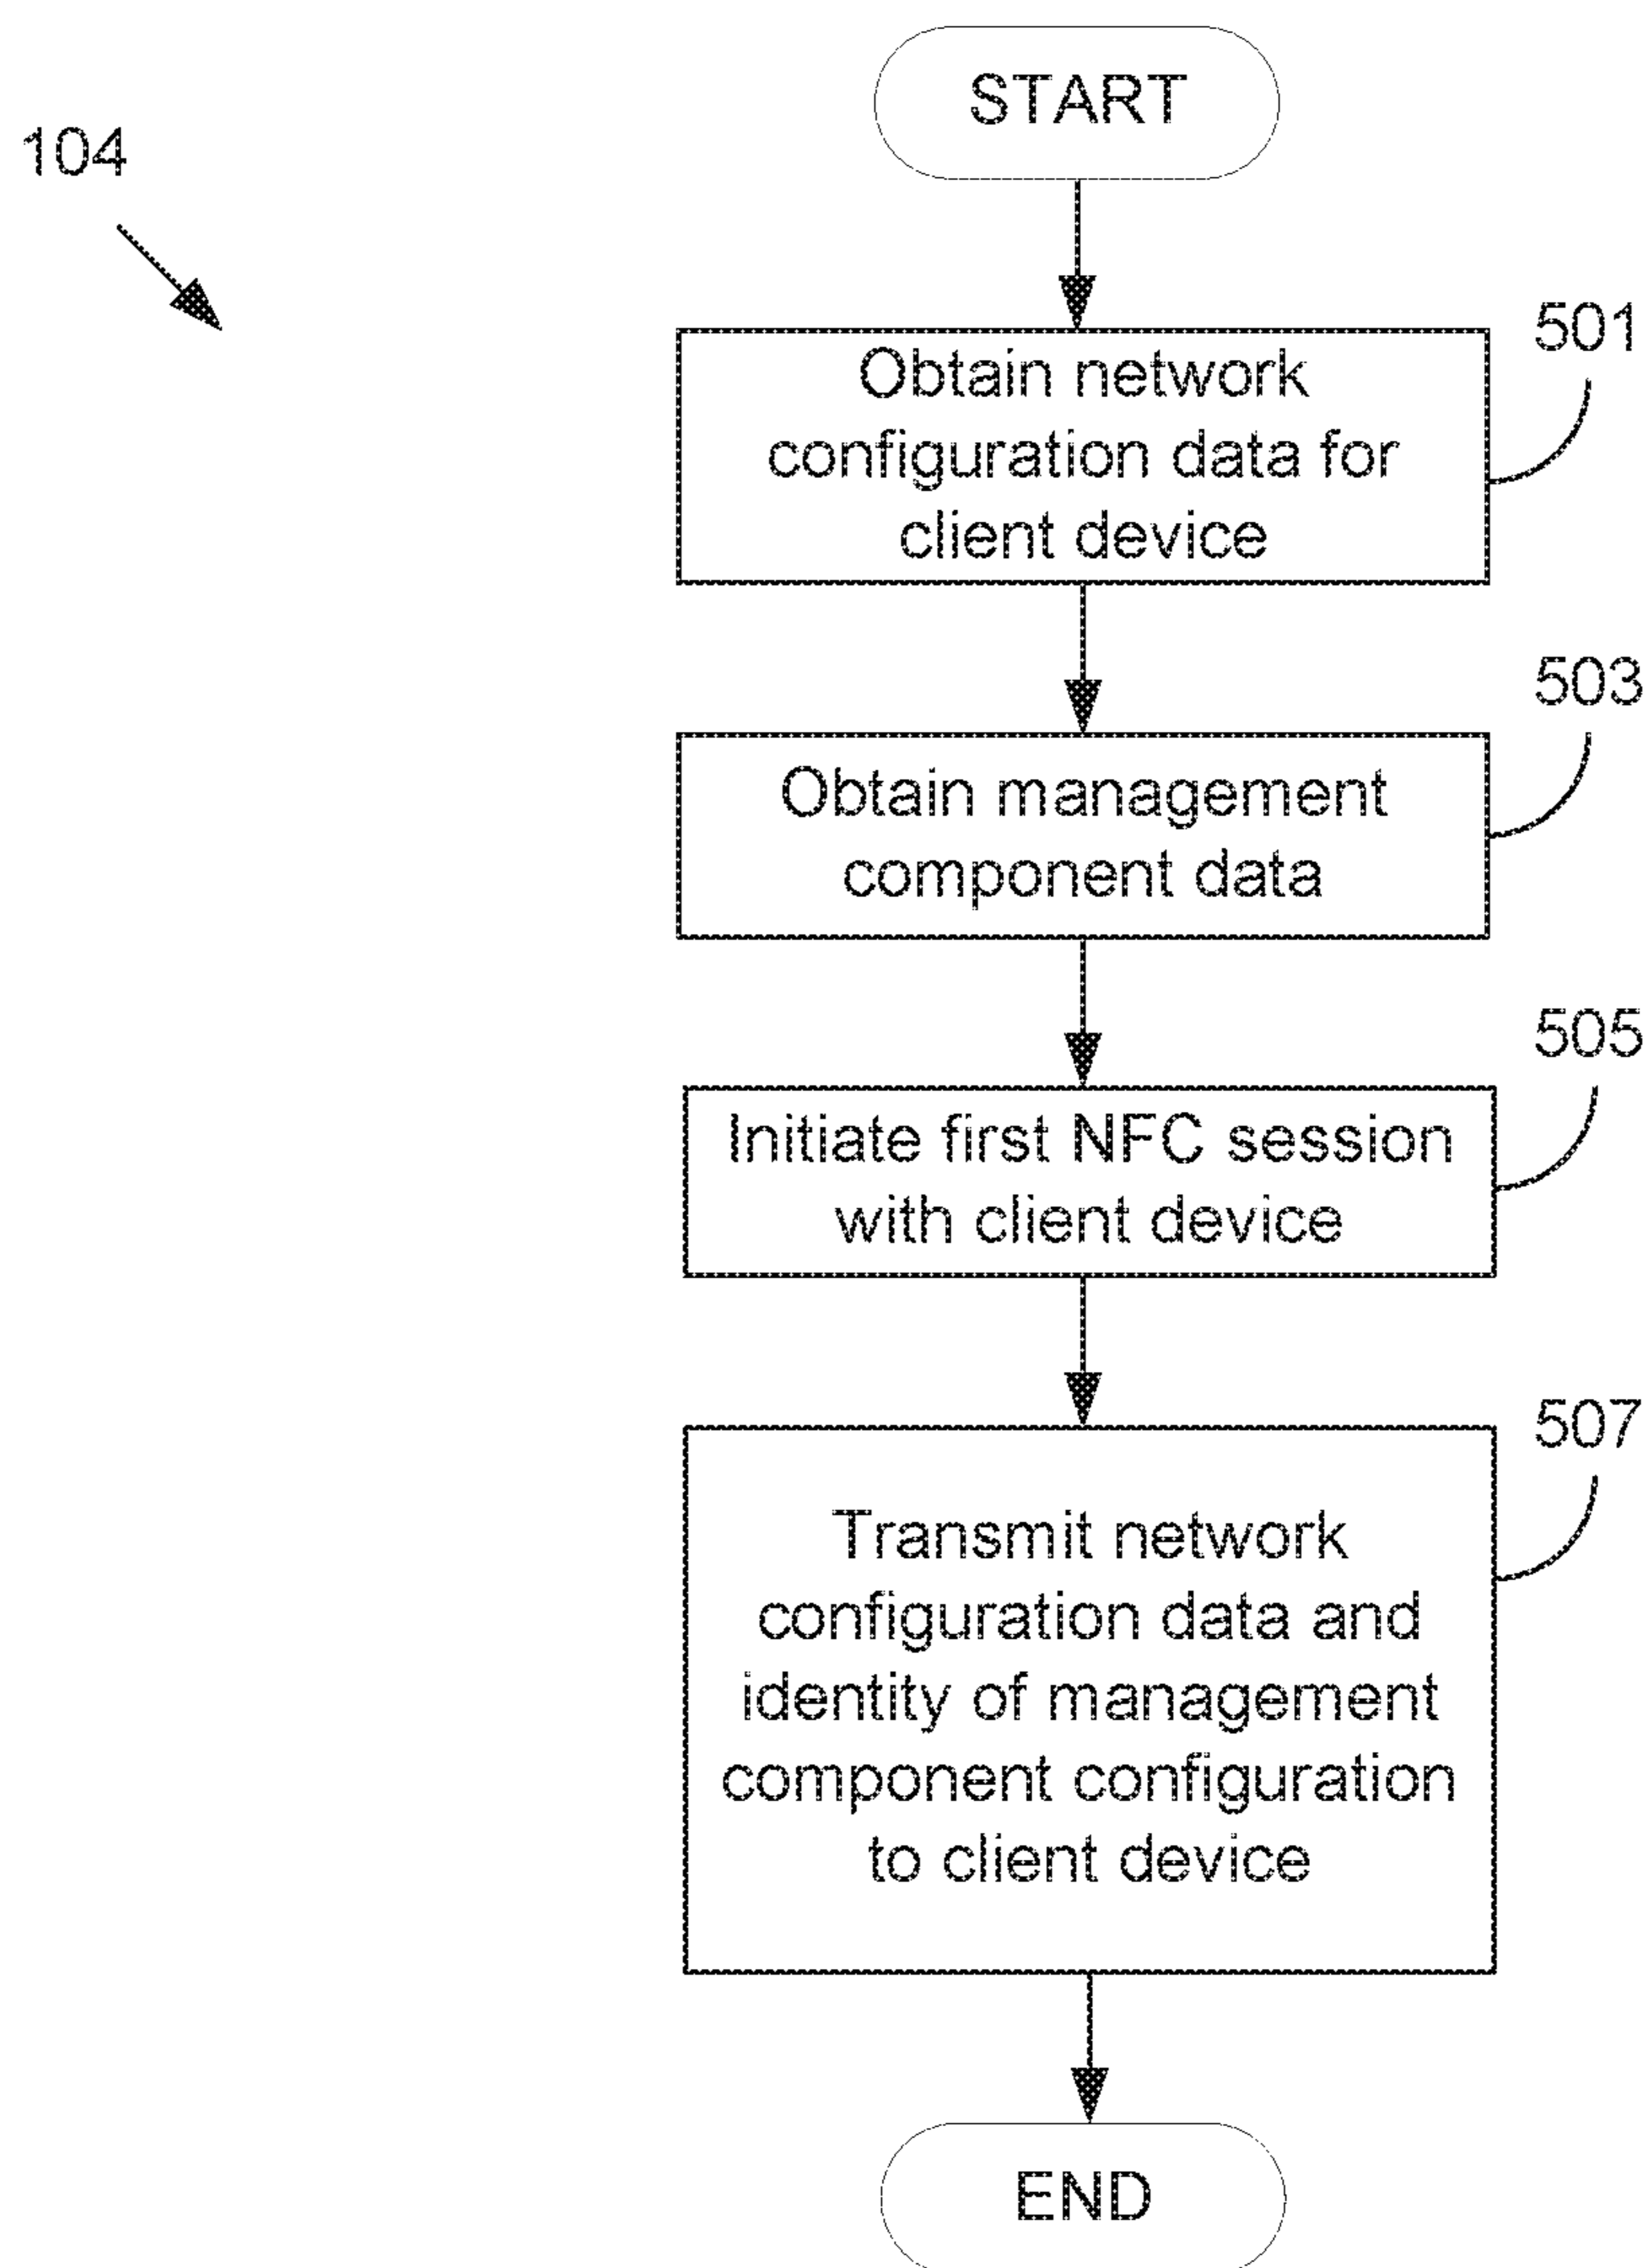 START
104
501
Obtain network
configuration data for
client device
503
Obtain management
component data
505
Initiate first NFC session
with client device
507
Transmit network
configuration data and
identity of management
component configuration
to client device
END